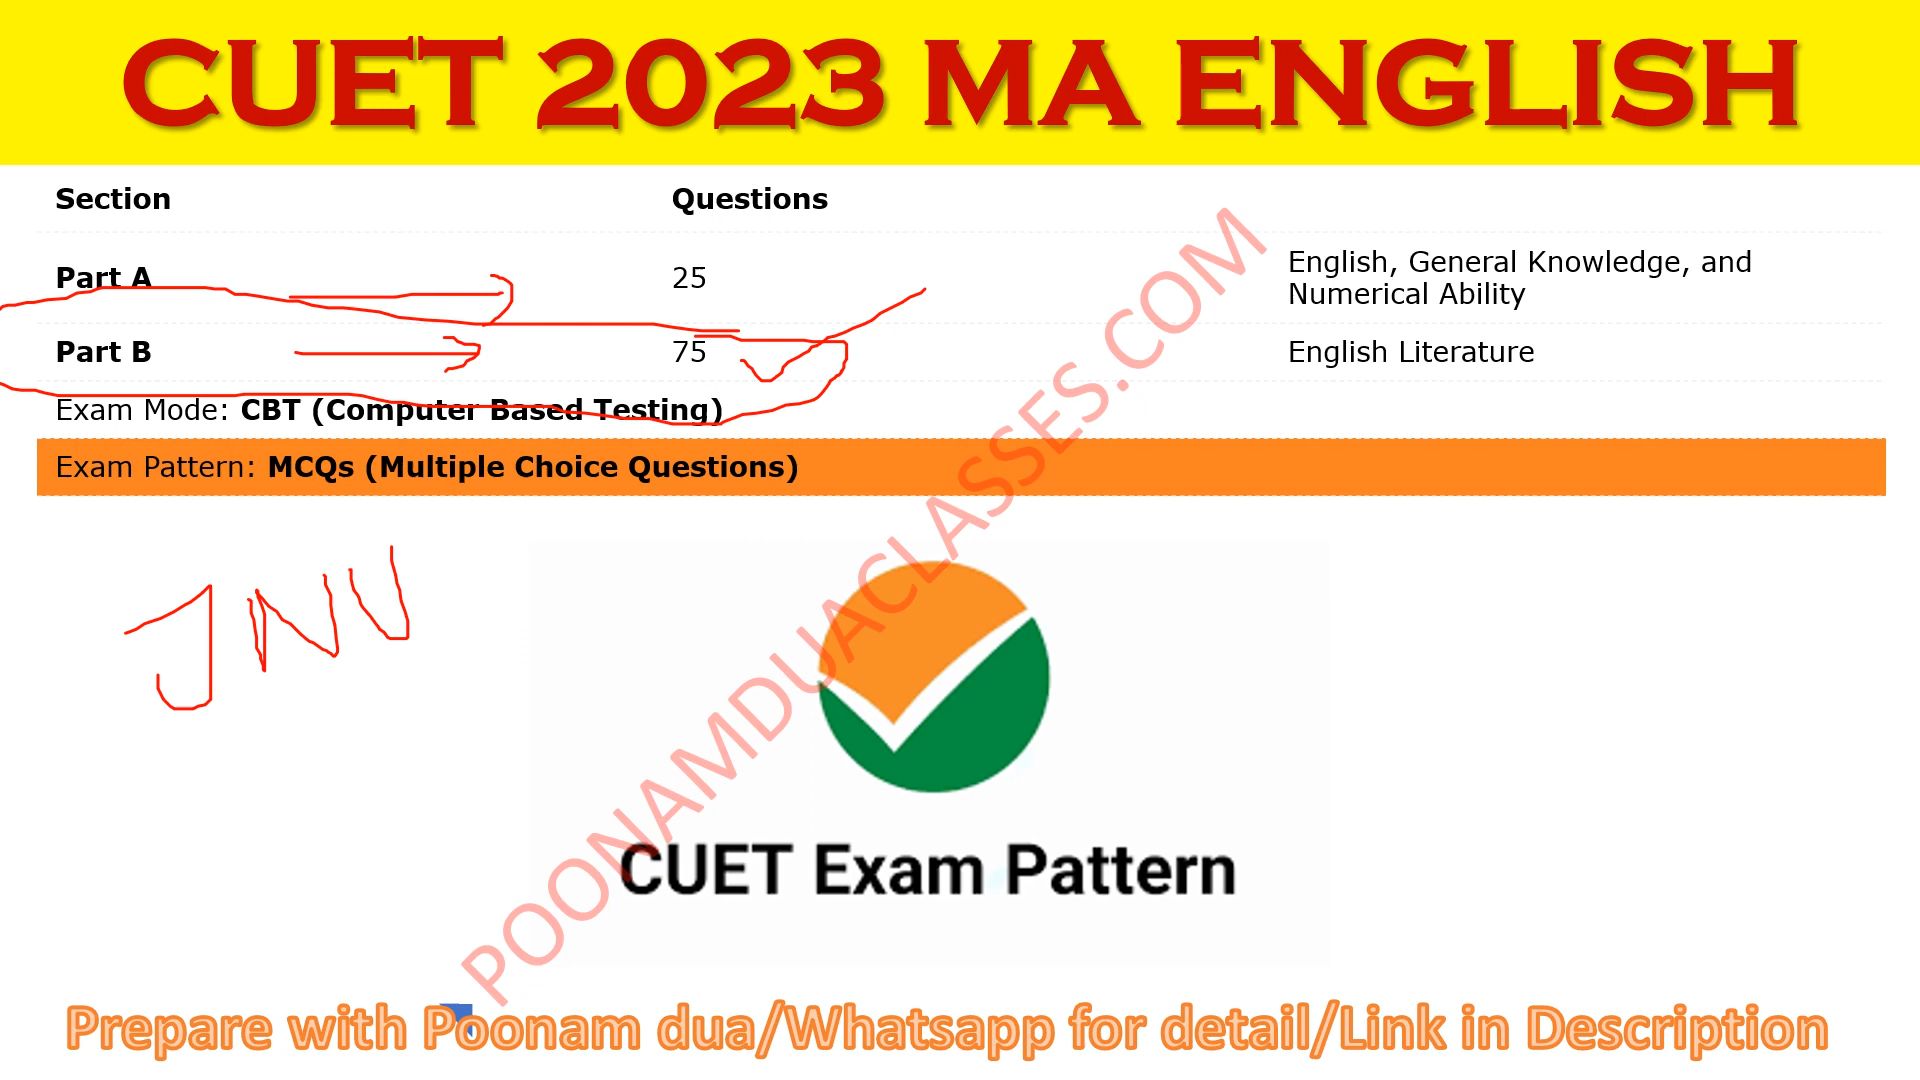 CUET 2023 MA ENGLISH
Section Questions
Part A 25 English, General Knowledge, and
Numerical Ability
Part B 75 English Literature
Exam Mode: CBT (Computer Based Testing)
Exam Pattern: MCQs (Multiple Choice Questions)
JNU
POONAMDUACLASSES.COM
CUET Exam Pattern
Prepare with Poonam dua/Whatsapp for detail/Link in Description